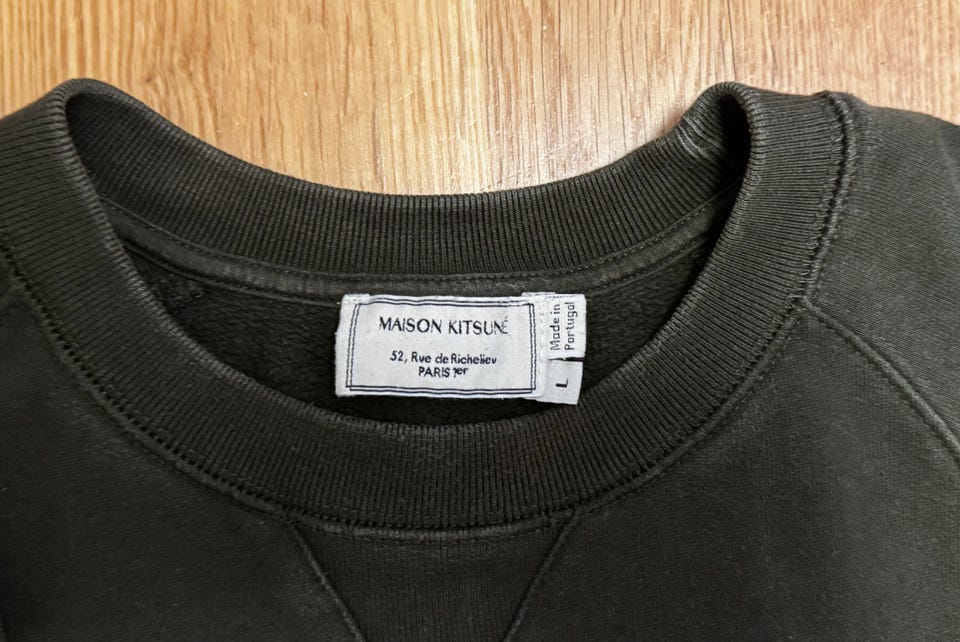 MAISON KITSUNÉ
52, Rue de Richelieu
PARIS 1er
Made in
Portugal
L